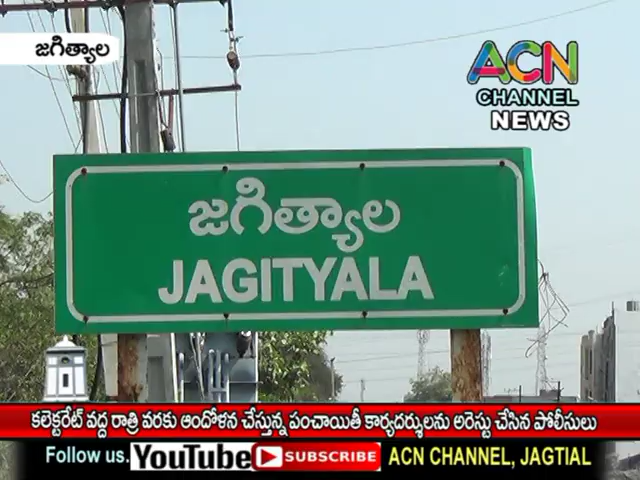 జగిత్యాల
ACN
CHANNEL
NEWS
జగిత్యాల
JAGITYALA
కలెక్టరేట్ వద్ద రాత్రి వరకు ఆందోళన చేస్తున్న పంచాయితీ కార్యదర్శులను అరెస్టు చేసిన పోలీసులు
Follow us. YouTube SUBSCRIBE ACN CHANNEL, JAGTIAL